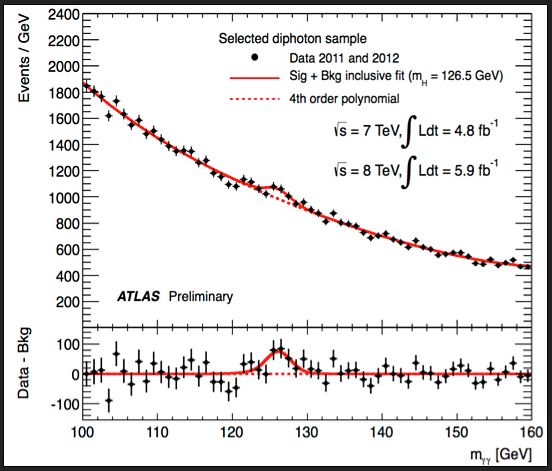 Events / GeV
2400
2200
2000
1800
1600
1400
1200
1000
800
600
400
200
Selected diphoton sample
Data 2011 and 2012
Sig + Bkg inclusive fit (m_H = 126.5 GeV)
4th order polynomial
√s = 7 TeV, ∫ Ldt = 4.8 fb⁻¹
√s = 8 TeV, ∫ Ldt = 5.9 fb⁻¹
ATLAS Preliminary
Data - Bkg
100
0
-100
100 110 120 130 140 150 160
m_γγ [GeV]